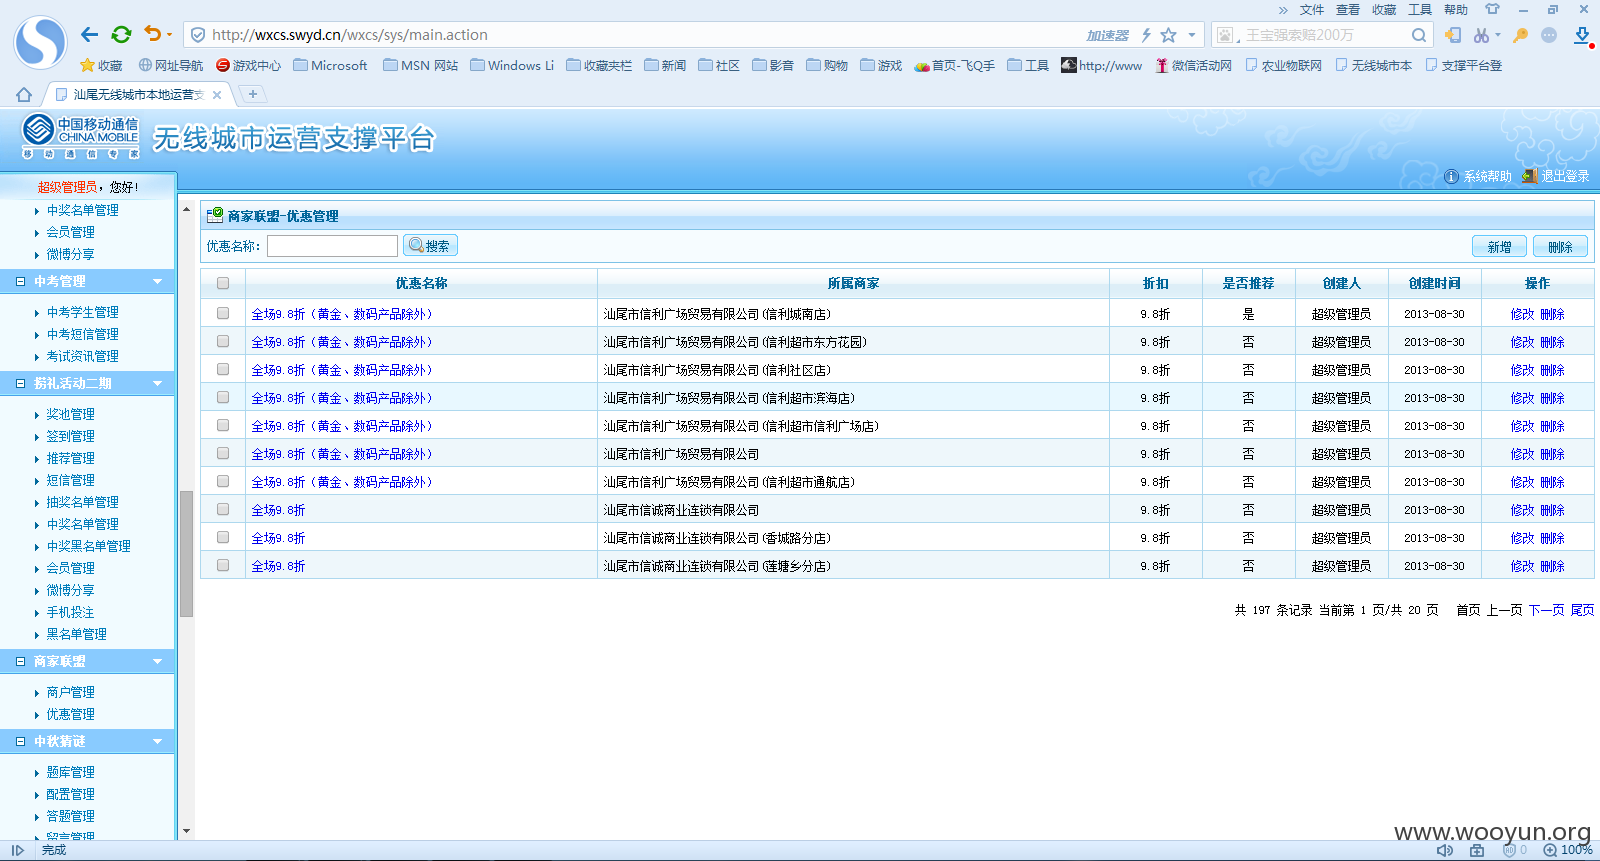 » 文件 查看 收藏 工具 帮助
http://wxcs.swyd.cn/wxcs/sys/main.action 加速器 王宝强索赔200万
收藏 网址导航 游戏中心 Microsoft MSN 网站 Windows Li 收藏夹栏 新闻 社区 影音 购物 游戏 首页-飞Q手 工具 http://www 微信活动网 农业物联网 无线城市本 支撑平台登
汕尾无线城市本地运营支
中国移动通信
CHINA MOBILE
移动通信专家
无线城市运营支撑平台
系统帮助 退出登录
超级管理员，您好!
中奖名单管理
会员管理
微博分享
中考管理
中考学生管理
中考短信管理
考试资讯管理
捞礼活动二期
奖池管理
签到管理
推荐管理
短信管理
抽奖名单管理
中奖名单管理
中奖黑名单管理
会员管理
微博分享
手机投注
黑名单管理
商家联盟
商户管理
优惠管理
中秋猜谜
题库管理
配置管理
答题管理
留言管理
商家联盟-优惠管理
优惠名称: 搜索 新增 删除
优惠名称 所属商家 折扣 是否推荐 创建人 创建时间 操作
全场9.8折（黄金、数码产品除外） 汕尾市信利广场贸易有限公司(信利城南店) 9.8折 是 超级管理员 2013-08-30 修改 删除
全场9.8折（黄金、数码产品除外） 汕尾市信利广场贸易有限公司(信利超市东方花园) 9.8折 否 超级管理员 2013-08-30 修改 删除
全场9.8折（黄金、数码产品除外） 汕尾市信利广场贸易有限公司(信利社区店) 9.8折 否 超级管理员 2013-08-30 修改 删除
全场9.8折（黄金、数码产品除外） 汕尾市信利广场贸易有限公司(信利超市滨海店) 9.8折 否 超级管理员 2013-08-30 修改 删除
全场9.8折（黄金、数码产品除外） 汕尾市信利广场贸易有限公司(信利超市信利广场店) 9.8折 否 超级管理员 2013-08-30 修改 删除
全场9.8折（黄金、数码产品除外） 汕尾市信利广场贸易有限公司 9.8折 否 超级管理员 2013-08-30 修改 删除
全场9.8折（黄金、数码产品除外） 汕尾市信利广场贸易有限公司(信利超市通航店) 9.8折 否 超级管理员 2013-08-30 修改 删除
全场9.8折 汕尾市信诚商业连锁有限公司 9.8折 否 超级管理员 2013-08-30 修改 删除
全场9.8折 汕尾市信诚商业连锁有限公司(香城路分店) 9.8折 否 超级管理员 2013-08-30 修改 删除
全场9.8折 汕尾市信诚商业连锁有限公司(莲塘乡分店) 9.8折 否 超级管理员 2013-08-30 修改 删除
共 197 条记录 当前第 1 页/共 20 页 首页 上一页 下一页 尾页
www.wooyun.org
完成 0 100%